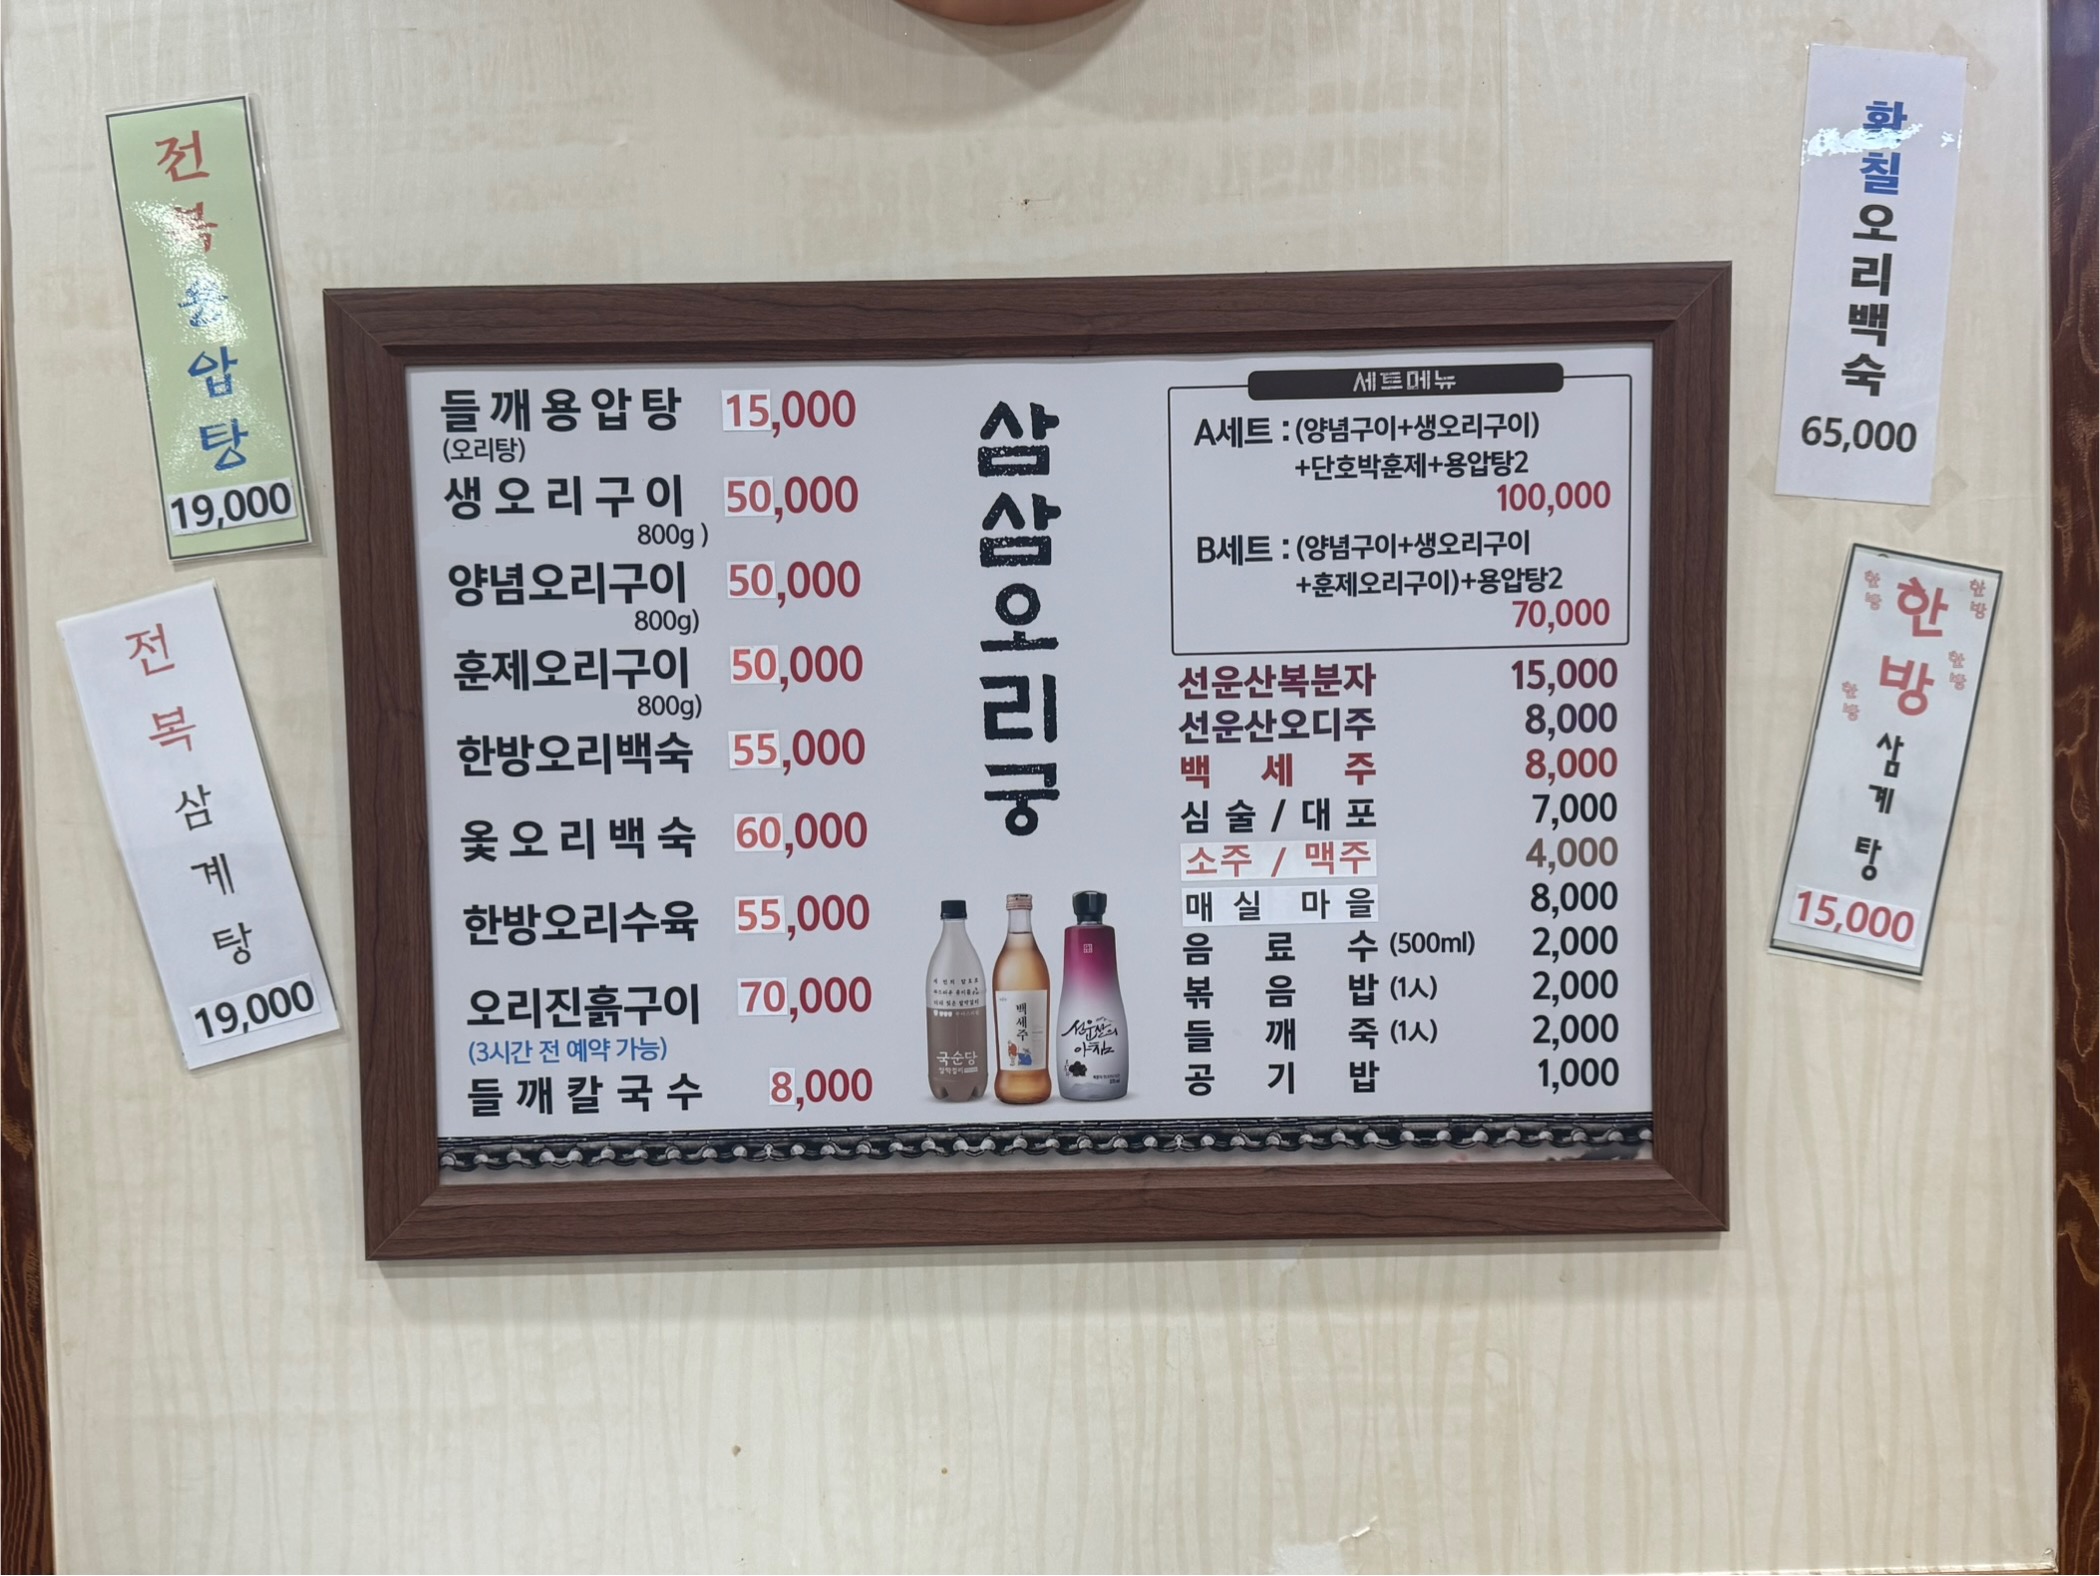 전복용압탕
19,000
전복삼계탕
19,000
들깨용압탕 15,000
(오리탕)
생오리구이 50,000
800g )
양념오리구이 50,000
800g)
훈제오리구이 50,000
800g)
한방오리백숙 55,000
옻오리백숙 60,000
한방오리수육 55,000
오리진흙구이 70,000
(3시간 전 예약 가능)
들깨칼국수 8,000
삼삼오리궁
국순당
백세주
선운산의
아침
세트메뉴
A세트 : (양념구이+생오리구이)
+단호박훈제+용압탕2
100,000
B세트 : (양념구이+생오리구이
+훈제오리구이)+용압탕2
70,000
선운산복분자 15,000
선운산오디주 8,000
백세주 8,000
심술/대포 7,000
소주 / 맥주 4,000
매실마을 8,000
음료수 (500ml) 2,000
볶음밥 (1人) 2,000
들깨죽 (1人) 2,000
공기밥 1,000
황칠오리백숙
65,000
한방
한방
한방
한방
한방
삼계탕
15,000